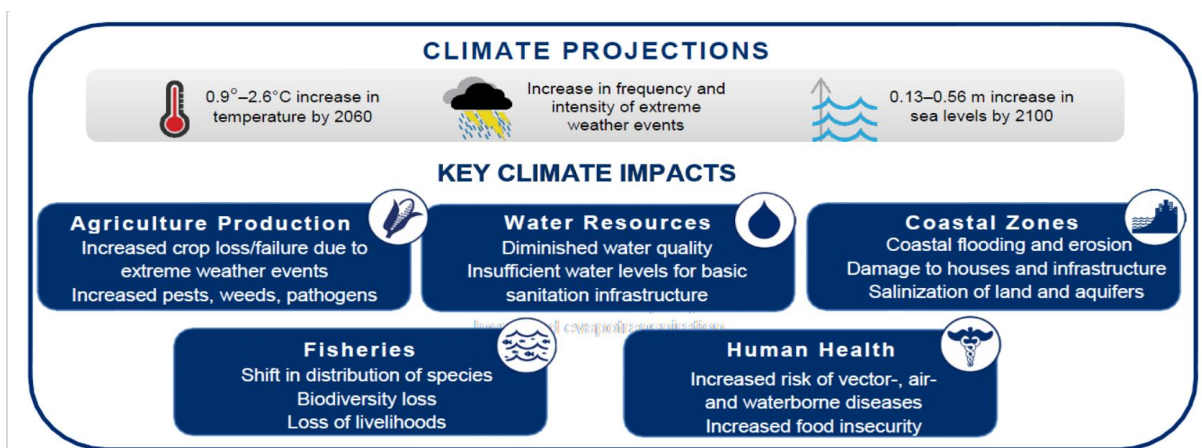 CLIMATE PROJECTIONS
0.9°–2.6°C increase in
temperature by 2060
Increase in frequency and
intensity of extreme
weather events
0.13–0.56 m increase in
sea levels by 2100
KEY CLIMATE IMPACTS
Agriculture Production
Increased crop loss/failure due to
extreme weather events
Increased pests, weeds, pathogens
Water Resources
Diminished water quality
Insufficient water levels for basic
sanitation infrastructure
evapotranspiration
Coastal Zones
Coastal flooding and erosion
Damage to houses and infrastructure
Salinization of land and aquifers
Fisheries
Shift in distribution of species
Biodiversity loss
Loss of livelihoods
Human Health
Increased risk of vector-, air-
and waterborne diseases
Increased food insecurity